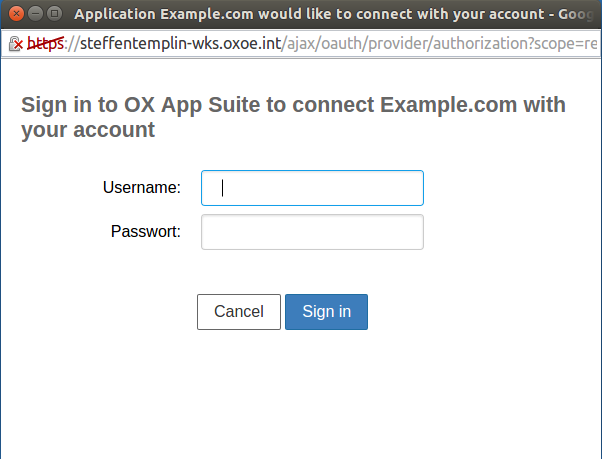 Application Example.com would like to connect with your account - Goog
https://steffentemplin-wks.oxoe.int/ajax/oauth/provider/authorization?scope=re
Sign in to OX App Suite to connect Example.com with
your account
Username:
Passwort:
Cancel Sign in